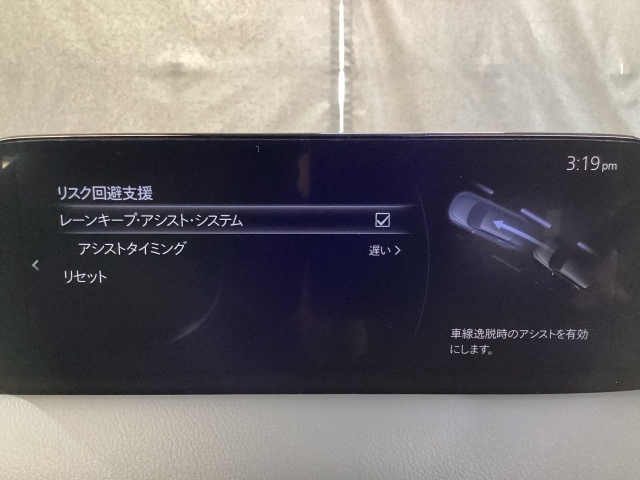 3:19 pm
リスク回避支援
レーンキープ・アシスト・システム
アシストタイミング 遅い
リセット
車線逸脱時のアシストを有効
にします。